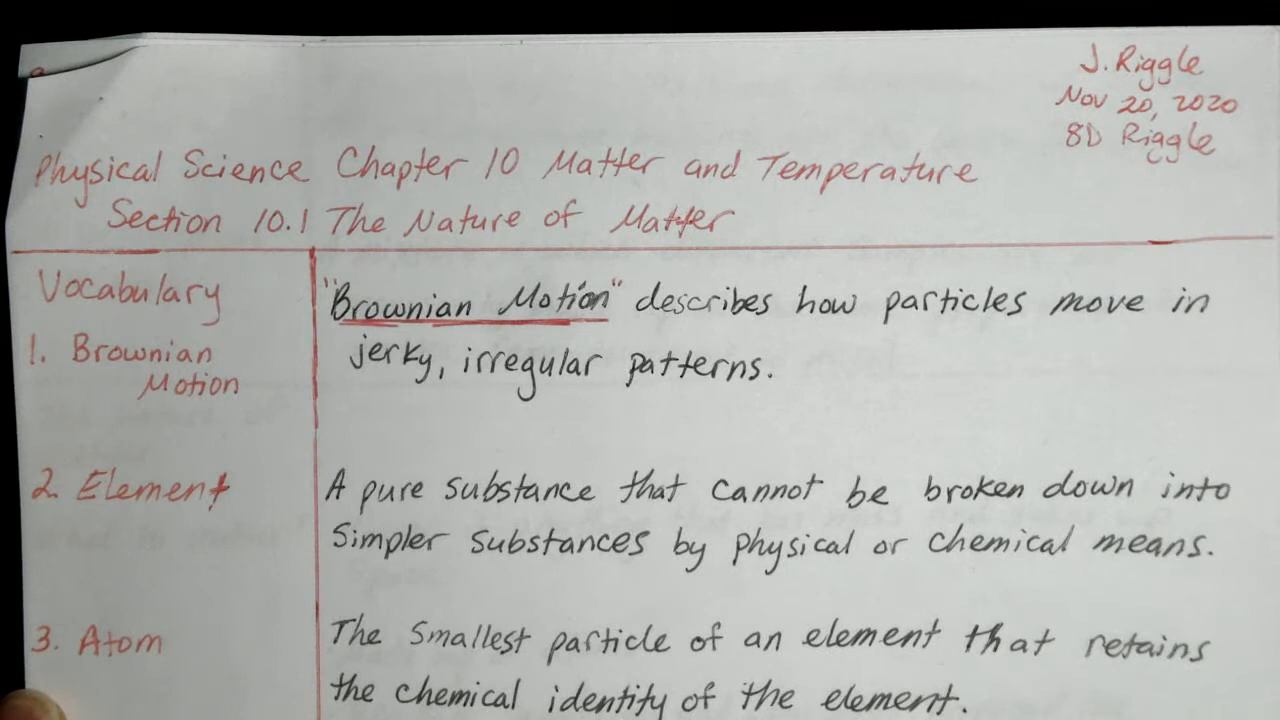 J. Riggle
Nov 20, 2020
8D Riggle
Physical Science Chapter 10 Matter and Temperature
Section 10.1 The Nature of Matter
Vocabulary
"Brownian Motion" describes how particles move in
jerky, irregular patterns.
1. Brownian
Motion
2. Element
A pure substance that cannot be broken down into
simpler substances by physical or chemical means.
3. Atom
The smallest particle of an element that retains
the chemical identity of the element.